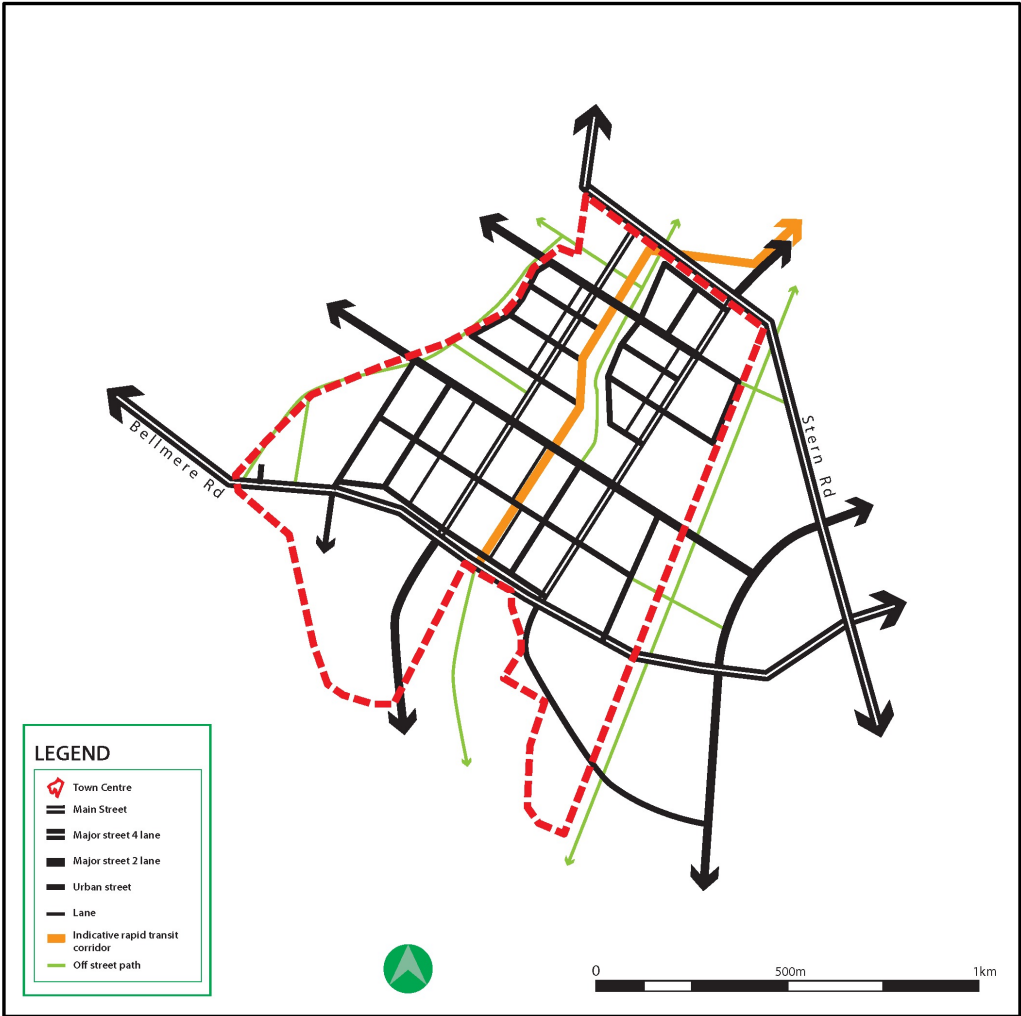 Bellmere Rd
Stern Rd
LEGEND
Town Centre
Main Street
Major street 4 lane
Major street 2 lane
Urban street
Lane
Indicative rapid transit
corridor
Off street path
0 500m 1km